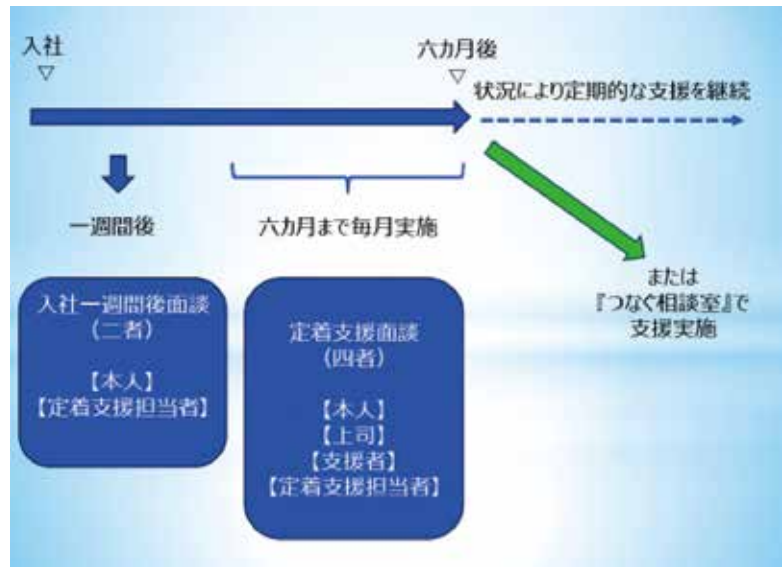 入社
▽
六カ月後
▽
状況により定期的な支援を継続
一週間後
六カ月まで毎月実施
または
『つなぐ相談室』で
支援実施
入社一週間後面談
(二者)
【本人】
【定着支援担当者】
定着支援面談
(四者)
【本人】
【上司】
【支援者】
【定着支援担当者】